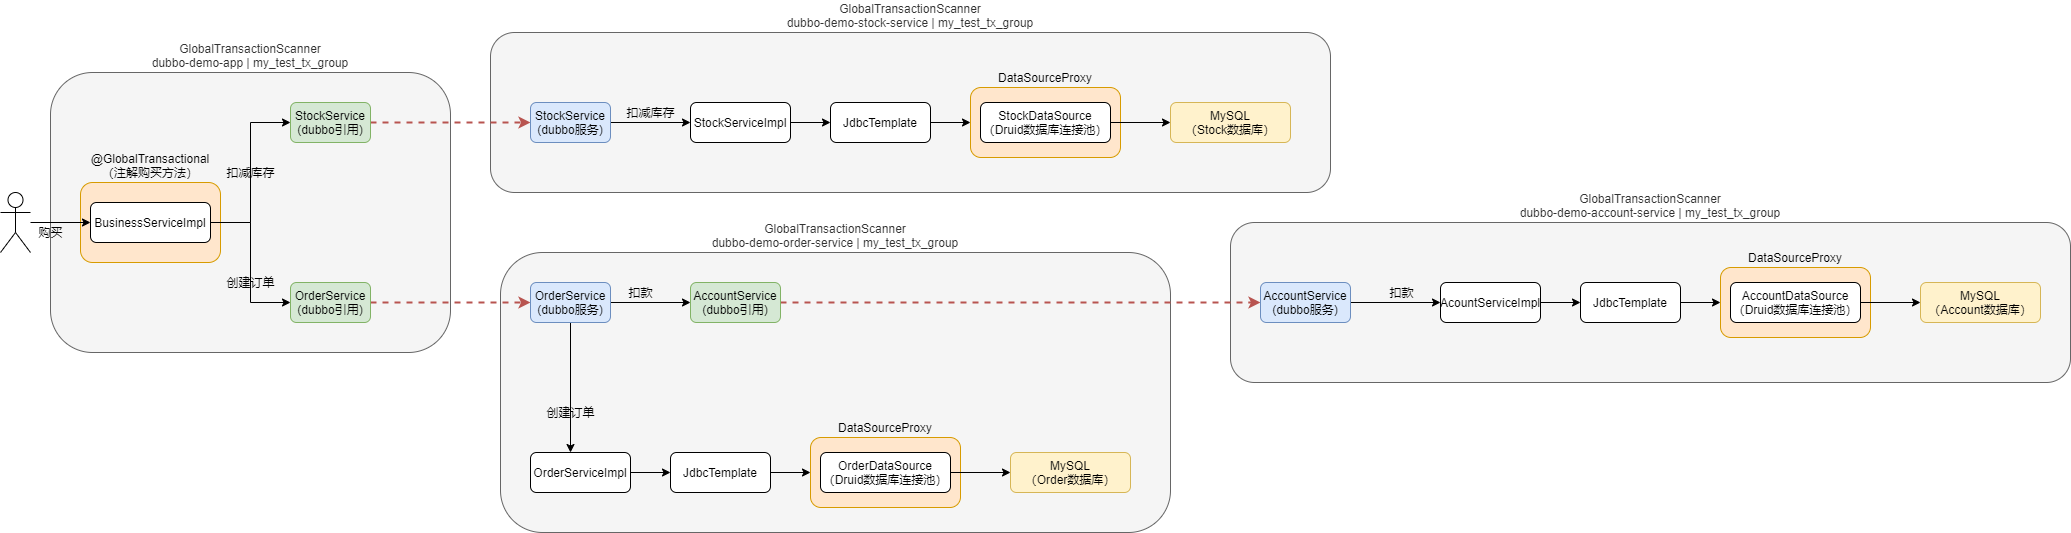 GlobalTransactionScanner
dubbo-demo-app | my_test_tx_group
@GlobalTransactional
（注解购买方法）
BusinessServiceImpl
购买
扣减库存
创建订单
StockService
(dubbo引用)
OrderService
(dubbo引用)
GlobalTransactionScanner
dubbo-demo-stock-service | my_test_tx_group
StockService
(dubbo服务)
扣减库存
StockServiceImpl
JdbcTemplate
DataSourceProxy
StockDataSource
（Druid数据库连接池）
MySQL
（Stock数据库）
GlobalTransactionScanner
dubbo-demo-order-service | my_test_tx_group
OrderService
(dubbo服务)
扣款
AccountService
(dubbo引用)
创建订单
OrderServiceImpl
JdbcTemplate
DataSourceProxy
OrderDataSource
（Druid数据库连接池）
MySQL
（Order数据库）
GlobalTransactionScanner
dubbo-demo-account-service | my_test_tx_group
AccountService
(dubbo服务)
扣款
AcountServiceImpl
JdbcTemplate
DataSourceProxy
AccountDataSource
（Druid数据库连接池）
MySQL
（Account数据库）